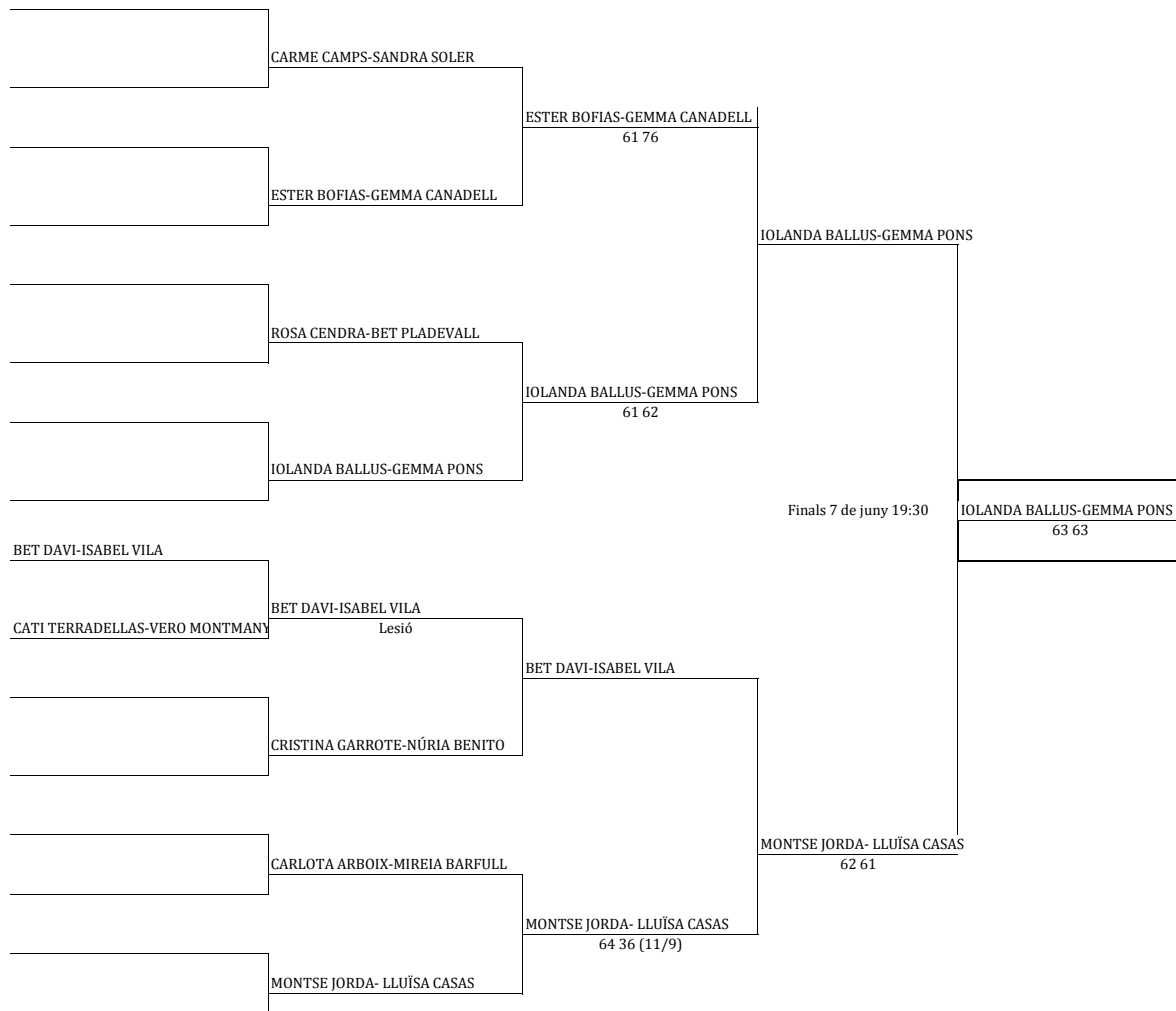 CARME CAMPS-SANDRA SOLER
ESTER BOFIAS-GEMMA CANADELL
61 76
ESTER BOFIAS-GEMMA CANADELL
IOLANDA BALLUS-GEMMA PONS
ROSA CENDRA-BET PLADEVALL
IOLANDA BALLUS-GEMMA PONS
61 62
IOLANDA BALLUS-GEMMA PONS
Finals 7 de juny 19:30
IOLANDA BALLUS-GEMMA PONS
63 63
BET DAVI-ISABEL VILA
BET DAVI-ISABEL VILA
CATI TERRADELLAS-VERO MONTMANY
Lesió
BET DAVI-ISABEL VILA
CRISTINA GARROTE-NÚRIA BENITO
MONTSE JORDA- LLUÏSA CASAS
62 61
CARLOTA ARBOIX-MIREIA BARFULL
MONTSE JORDA- LLUÏSA CASAS
64 36 (11/9)
MONTSE JORDA- LLUÏSA CASAS